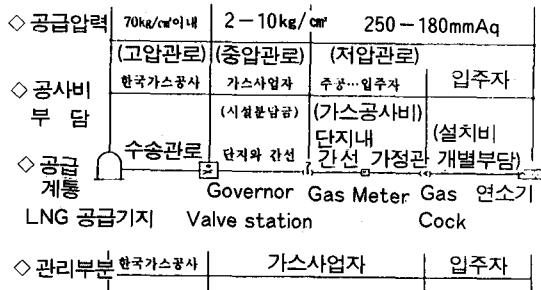 ◇ 공급압력 70kg/㎠이내 2-10kg/㎠ 250-180mmAq
(고압관로) (중압관로) (저압관로)
◇ 공사비 한국가스공사 가스사업자 주공…입주자 입주자
부 담 (시설분담금) (가스공사비)
단지내 (설치비
◇ 공급 수송관로 단지와 간선 간선 가정관 개별부담)
계통 Governor Gas Meter Gas 연소기
LNG 공급기지 Valve station Cock
◇ 관리부분 한국가스공사 가스사업자 입주자